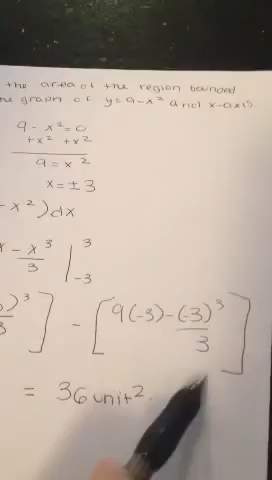 the area of the region bounded
the graph of y=9-x² and x-axis.
9-x²=0
+x² +x²
9=x²
x=±3
-x²)dx
-x³/3 |³₋₃
)³/3] - [9(-3)-(-3)³/3]
= 36 unit².